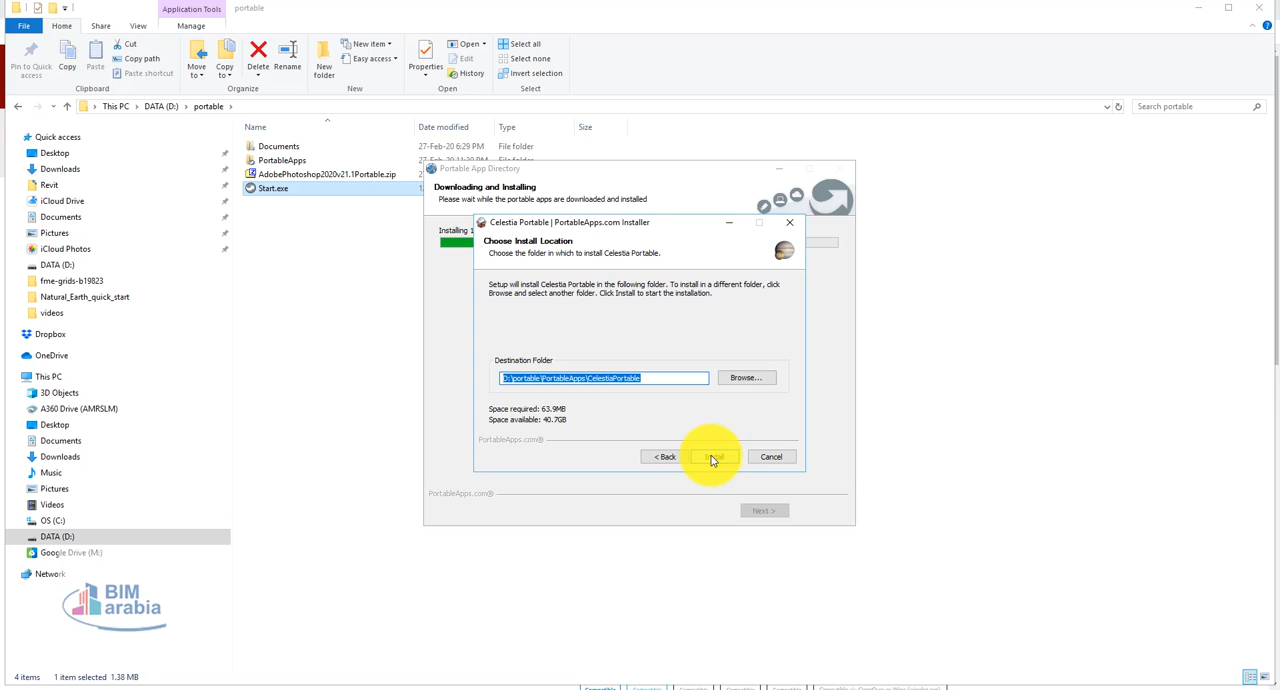 Application Tools
portable
File
Home
Share
View
Manage
Pin to Quick access
Copy
Paste
Cut
Copy path
Paste shortcut
Move to
Copy to
Delete
Rename
New folder
New item
Easy access
Properties
Open
Edit
History
Select all
Select none
Invert selection
Clipboard
Organize
New
Open
Select
This PC
DATA (D:)
portable
Search portable
Quick access
Desktop
Downloads
Revit
iCloud Drive
Documents
Pictures
iCloud Photos
DATA (D:)
fme-grids-b19823
Natural_Earth_quick_start
videos
Dropbox
OneDrive
This PC
3D Objects
A360 Drive (AMRSLM)
Desktop
Documents
Downloads
Music
Pictures
Videos
OS (C:)
DATA (D:)
Google Drive (M:)
Network
BIM
arabia
Name
Date modified
Type
Size
Documents
27-Feb-20 6:29 PM
File folder
PortableApps
File folder
AdobePhotoshop2020v21.1Portable.zip
Start.exe
Portable App Directory
Downloading and Installing
Please wait while the portable apps are downloaded and installed
Celestia Portable | PortableApps.com Installer
Choose Install Location
Choose the folder in which to install Celestia Portable.
Setup will install Celestia Portable in the following folder. To install in a different folder, click
Browse and select another folder. Click Install to start the installation.
Destination Folder
D:\portable\PortableApps\CelestiaPortable
Browse...
Space required: 63.9MB
Space available: 40.7GB
PortableApps.com®
< Back
Install
Cancel
PortableApps.com®
Next >
4 items
1 item selected 1.38 MB